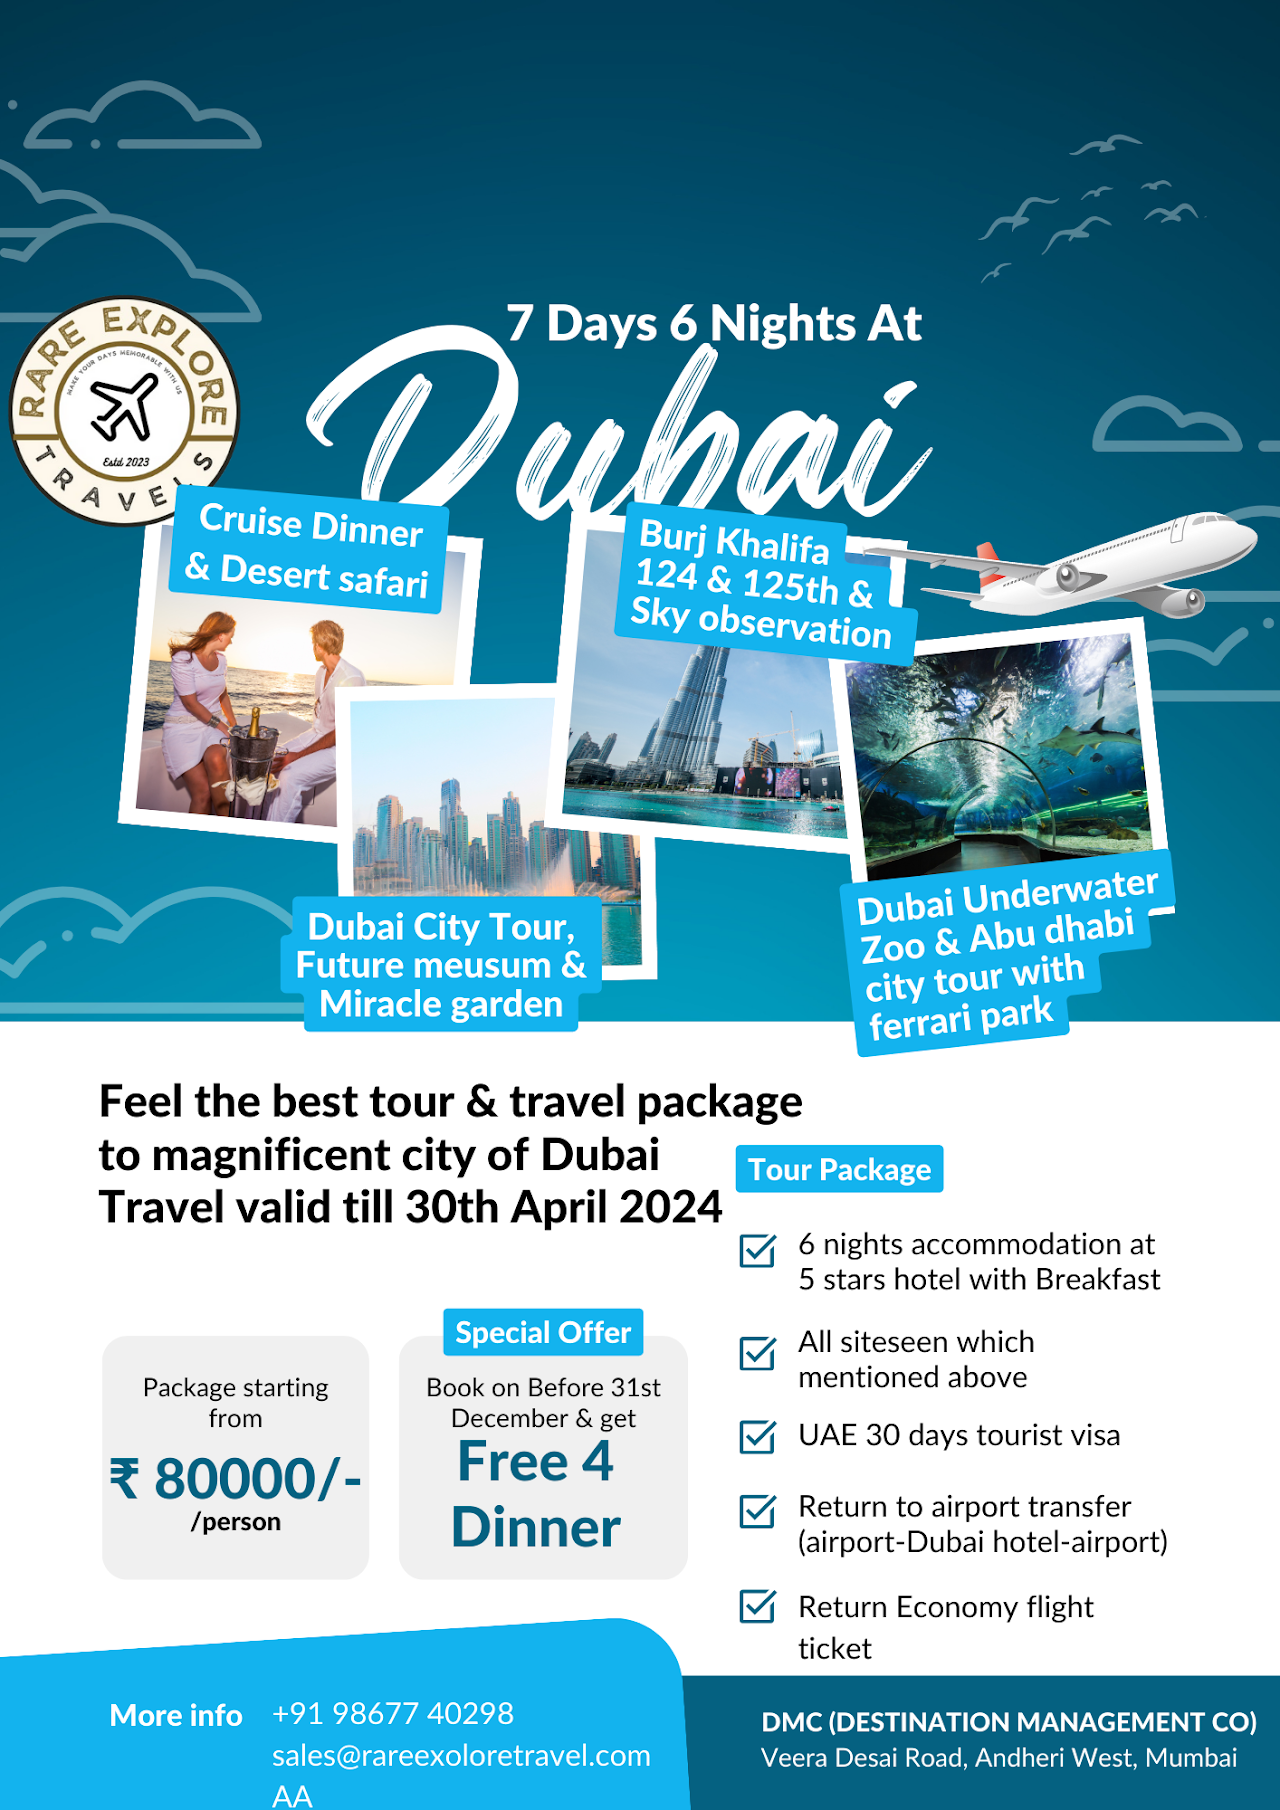 7 Days 6 Nights At
Dubai
RARE EXPLORE
MAKE YOUR DAYS MEMORABLE WITH US
Estd 2023
TRAVELS
Cruise Dinner
& Desert safari
Burj Khalifa
124 & 125th &
Sky observation
Dubai City Tour,
Future meusum &
Miracle garden
Dubai Underwater
Zoo & Abu dhabi
city tour with
ferrari park
Feel the best tour & travel package
to magnificent city of Dubai
Travel valid till 30th April 2024
Package starting
from
₹ 80000/-
/person
Special Offer
Book on Before 31st
December & get
Free 4
Dinner
Tour Package
6 nights accommodation at
5 stars hotel with Breakfast
All siteseen which
mentioned above
UAE 30 days tourist visa
Return to airport transfer
(airport-Dubai hotel-airport)
Return Economy flight
ticket
More info
+91 98677 40298
sales@rareexoloretravel.com
AA
DMC (DESTINATION MANAGEMENT CO)
Veera Desai Road, Andheri West, Mumbai